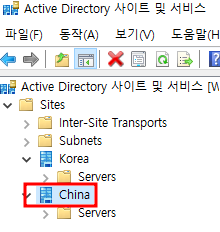 Active Directory 사이트 및 서비스
파일(F) 동작(A) 보기(V) 도움말(H
Active Directory 사이트 및 서비스 [W
Sites
Inter-Site Transports
Subnets
Korea
Servers
China
Servers